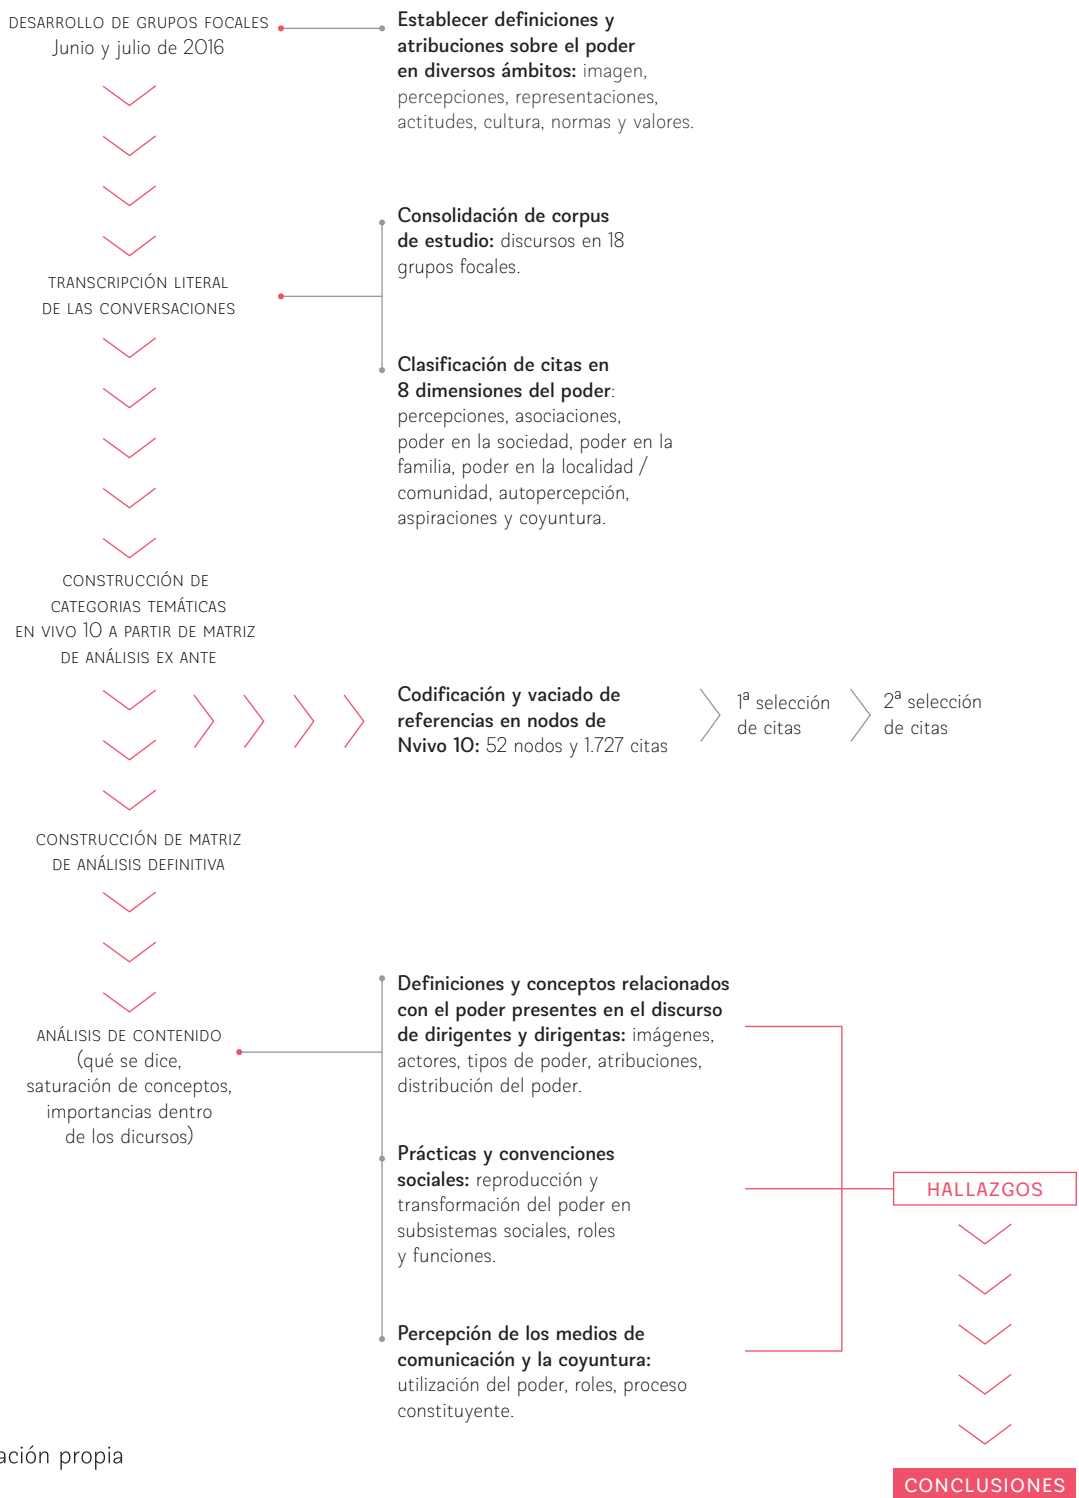 DESARROLLO DE GRUPOS FOCALES
Junio y julio de 2016
Establecer definiciones y
atribuciones sobre el poder
en diversos ámbitos: imagen,
percepciones, representaciones,
actitudes, cultura, normas y valores.
TRANSCRIPCIÓN LITERAL
DE LAS CONVERSACIONES
Consolidación de corpus
de estudio: discursos en 18
grupos focales.
Clasificación de citas en
8 dimensiones del poder:
percepciones, asociaciones,
poder en la sociedad, poder en la
familia, poder en la localidad /
comunidad, autopercepción,
aspiraciones y coyuntura.
CONSTRUCCIÓN DE
CATEGORIAS TEMÁTICAS
EN VIVO 10 A PARTIR DE MATRIZ
DE ANÁLISIS EX ANTE
Codificación y vaciado de
referencias en nodos de
Nvivo 10: 52 nodos y 1.727 citas
1ª selección
de citas
2ª selección
de citas
CONSTRUCCIÓN DE MATRIZ
DE ANÁLISIS DEFINITIVA
ANÁLISIS DE CONTENIDO
(qué se dice,
saturación de conceptos,
importancias dentro
de los dicursos)
Definiciones y conceptos relacionados
con el poder presentes en el discurso
de dirigentes y dirigentas: imágenes,
actores, tipos de poder, atribuciones,
distribución del poder.
Prácticas y convenciones
sociales: reproducción y
transformación del poder en
subsistemas sociales, roles
y funciones.
Percepción de los medios de
comunicación y la coyuntura:
utilización del poder, roles, proceso
constituyente.
HALLAZGOS
CONCLUSIONES
ación propia